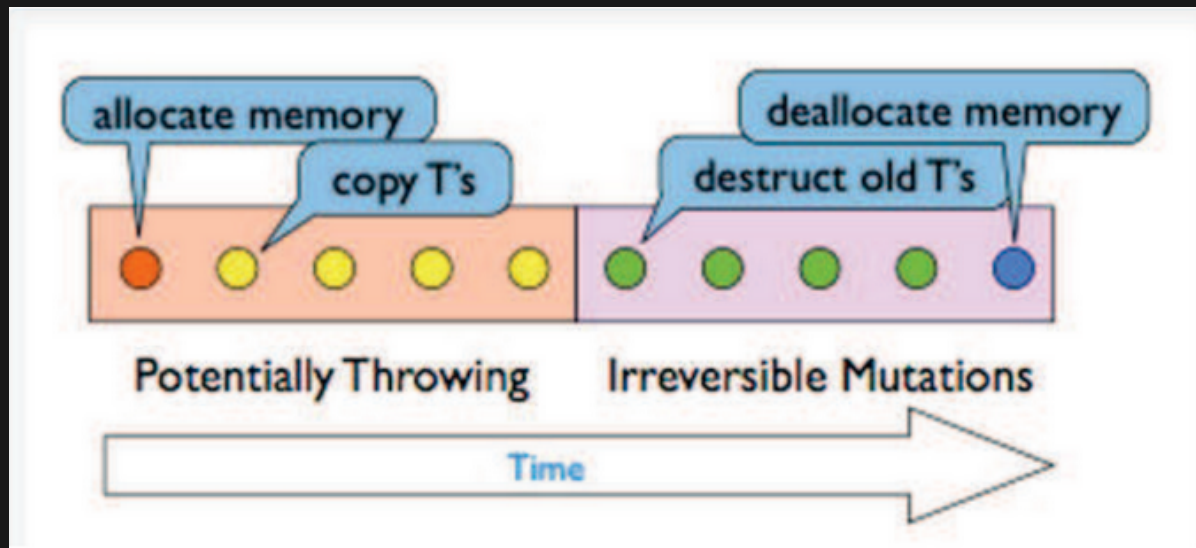 allocate memory
deallocate memory
copy T's
destruct old T's
Potentially Throwing
Irreversible Mutations
Time